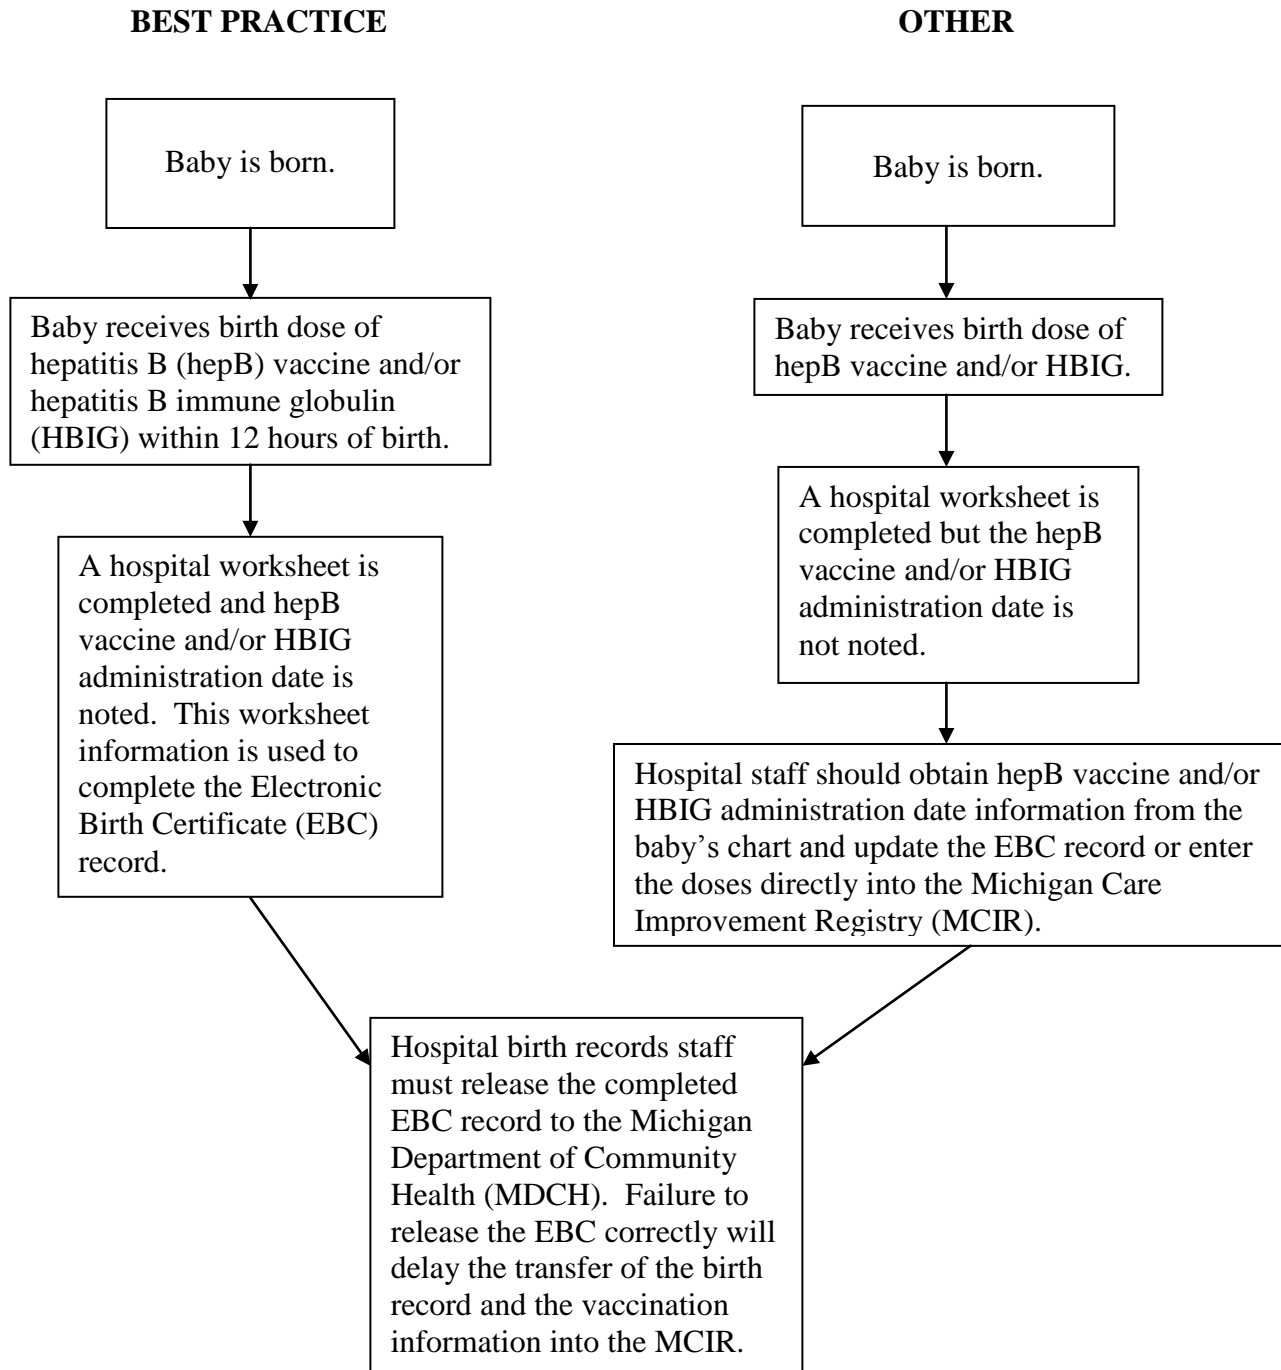 BEST PRACTICE
Baby is born.
Baby receives birth dose of
hepatitis B (hepB) vaccine and/or
hepatitis B immune globulin
(HBIG) within 12 hours of birth.
A hospital worksheet is
completed and hepB
vaccine and/or HBIG
administration date is
noted.  This worksheet
information is used to
complete the Electronic
Birth Certificate (EBC)
record.
OTHER
Baby is born.
Baby receives birth dose of
hepB vaccine and/or HBIG.
A hospital worksheet is
completed but the hepB
vaccine and/or HBIG
administration date is
not noted.
Hospital staff should obtain hepB vaccine and/or
HBIG administration date information from the
baby’s chart and update the EBC record or enter
the doses directly into the Michigan Care
Improvement Registry (MCIR).
Hospital birth records staff
must release the completed
EBC record to the Michigan
Department of Community
Health (MDCH).  Failure to
release the EBC correctly will
delay the transfer of the birth
record and the vaccination
information into the MCIR.